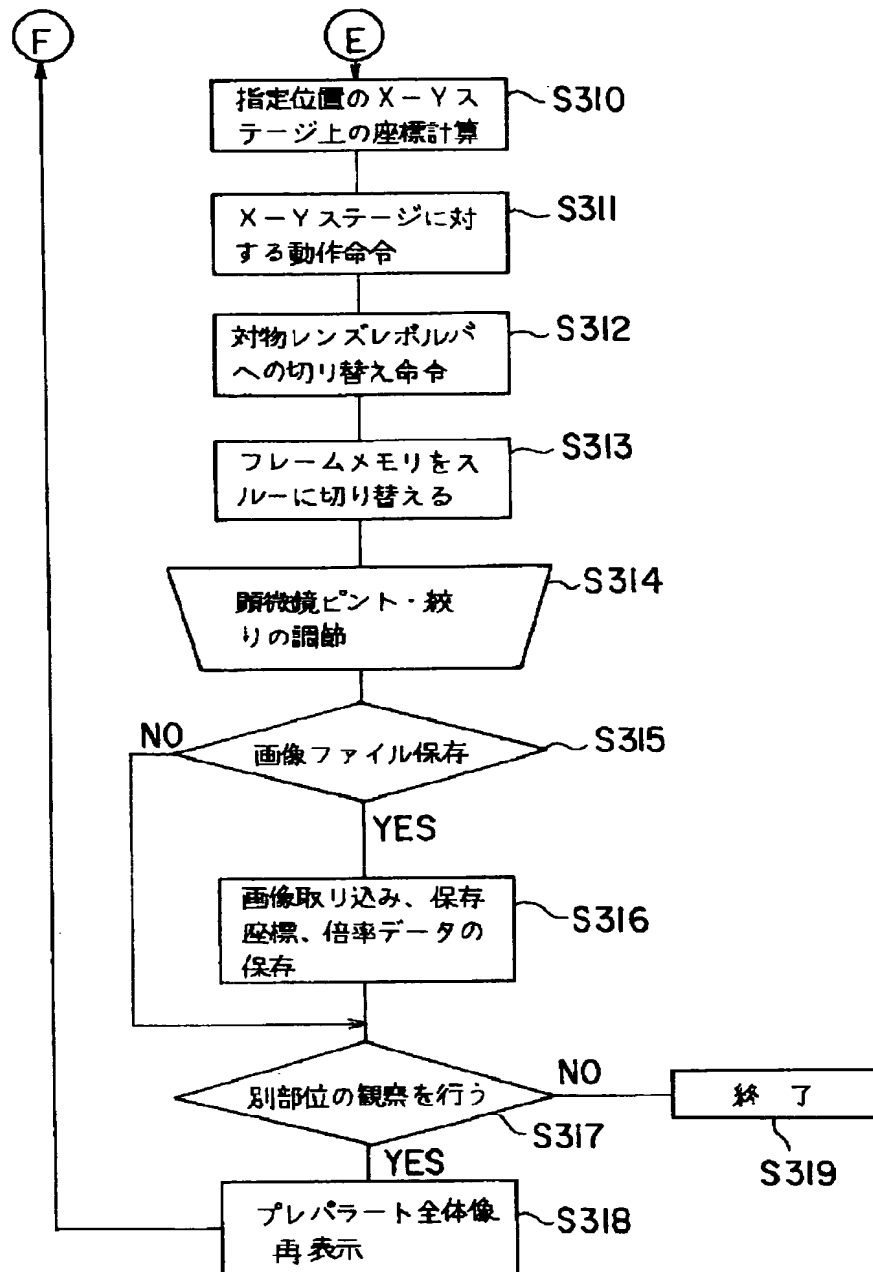 F
E
指定位置のX-Yス
テージ上の座標計算
S310
X-Yステージに対
する動作命令
S311
対物レンズレボルバ
への切り替え命令
S312
フレームメモリをス
ルーに切り替える
S313
顕微鏡ピント・絞
りの調節
S314
画像ファイル保存
S315
NO
YES
画像取り込み、保存
座標、倍率データの
保存
S316
別部位の観察を行う
S317
NO
終了
S319
YES
プレパラート全体像
再表示
S318